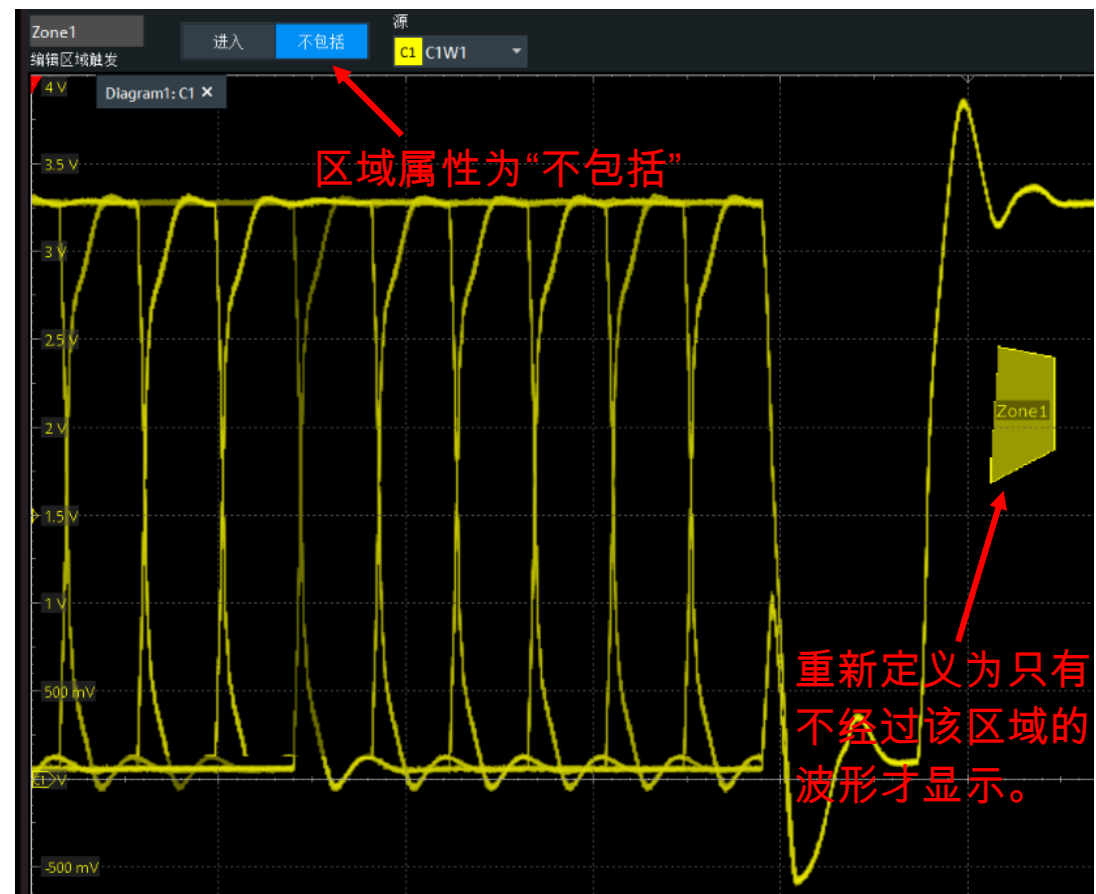 Zone1
编辑区域触发
进入
不包括
源
C1 C1W1
4 V
Diagram1: C1 ×
区域属性为“不包括”
3.5 V
3 V
2.5 V
2 V
Zone1
1.5 V
1 V
500 mV
重新定义为只有
不经过该区域的
波形才显示。
C1 V
-500 mV